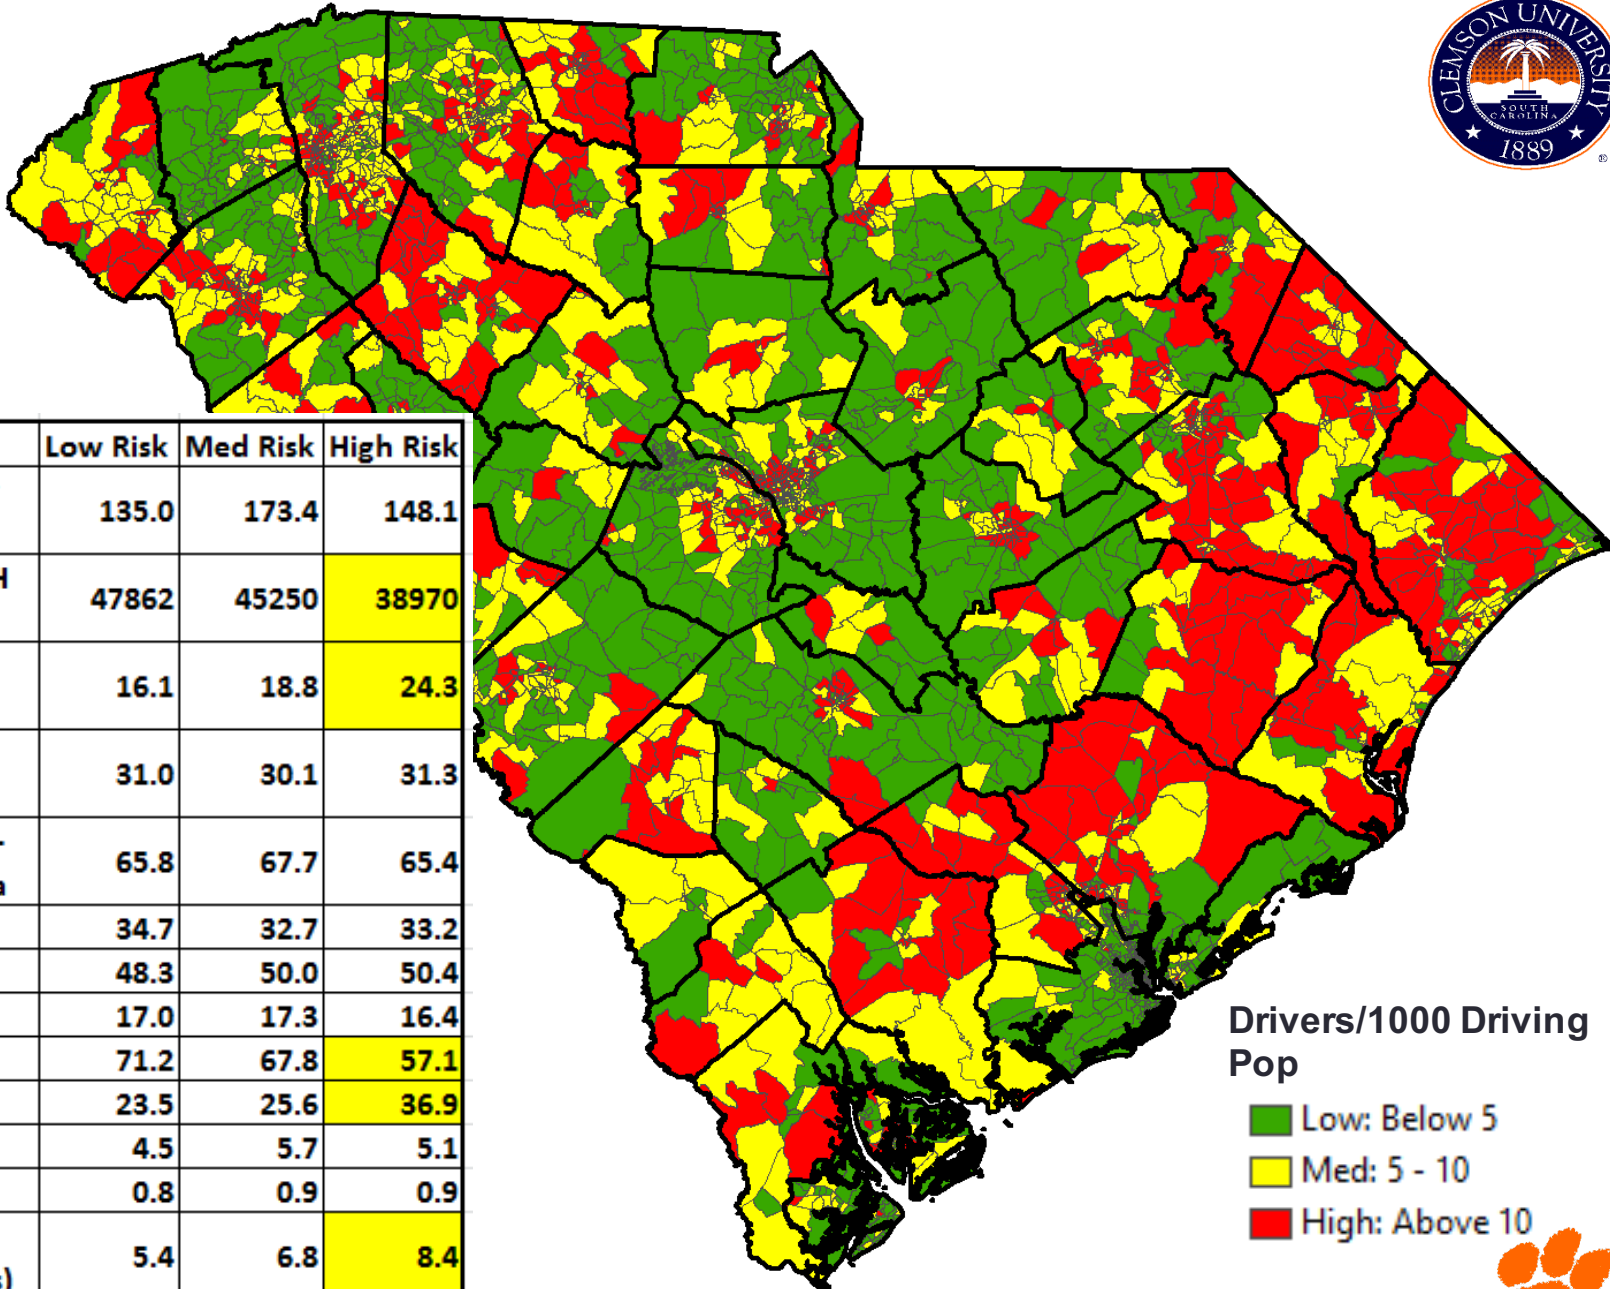 CLEMSON UNIVERSITY
SOUTH
CAROLINA
1889
®
Low Risk Med Risk High Risk
135.0 173.4 148.1
H 47862 45250 38970
16.1 18.8 24.3
31.0 30.1 31.3
65.8 67.7 65.4
a
34.7 32.7 33.2
48.3 50.0 50.4
17.0 17.3 16.4
71.2 67.8 57.1
23.5 25.6 36.9
4.5 5.7 5.1
0.8 0.9 0.9
5.4 6.8 8.4
s)
Drivers/1000 Driving
Pop
Low: Below 5
Med: 5 - 10
High: Above 10